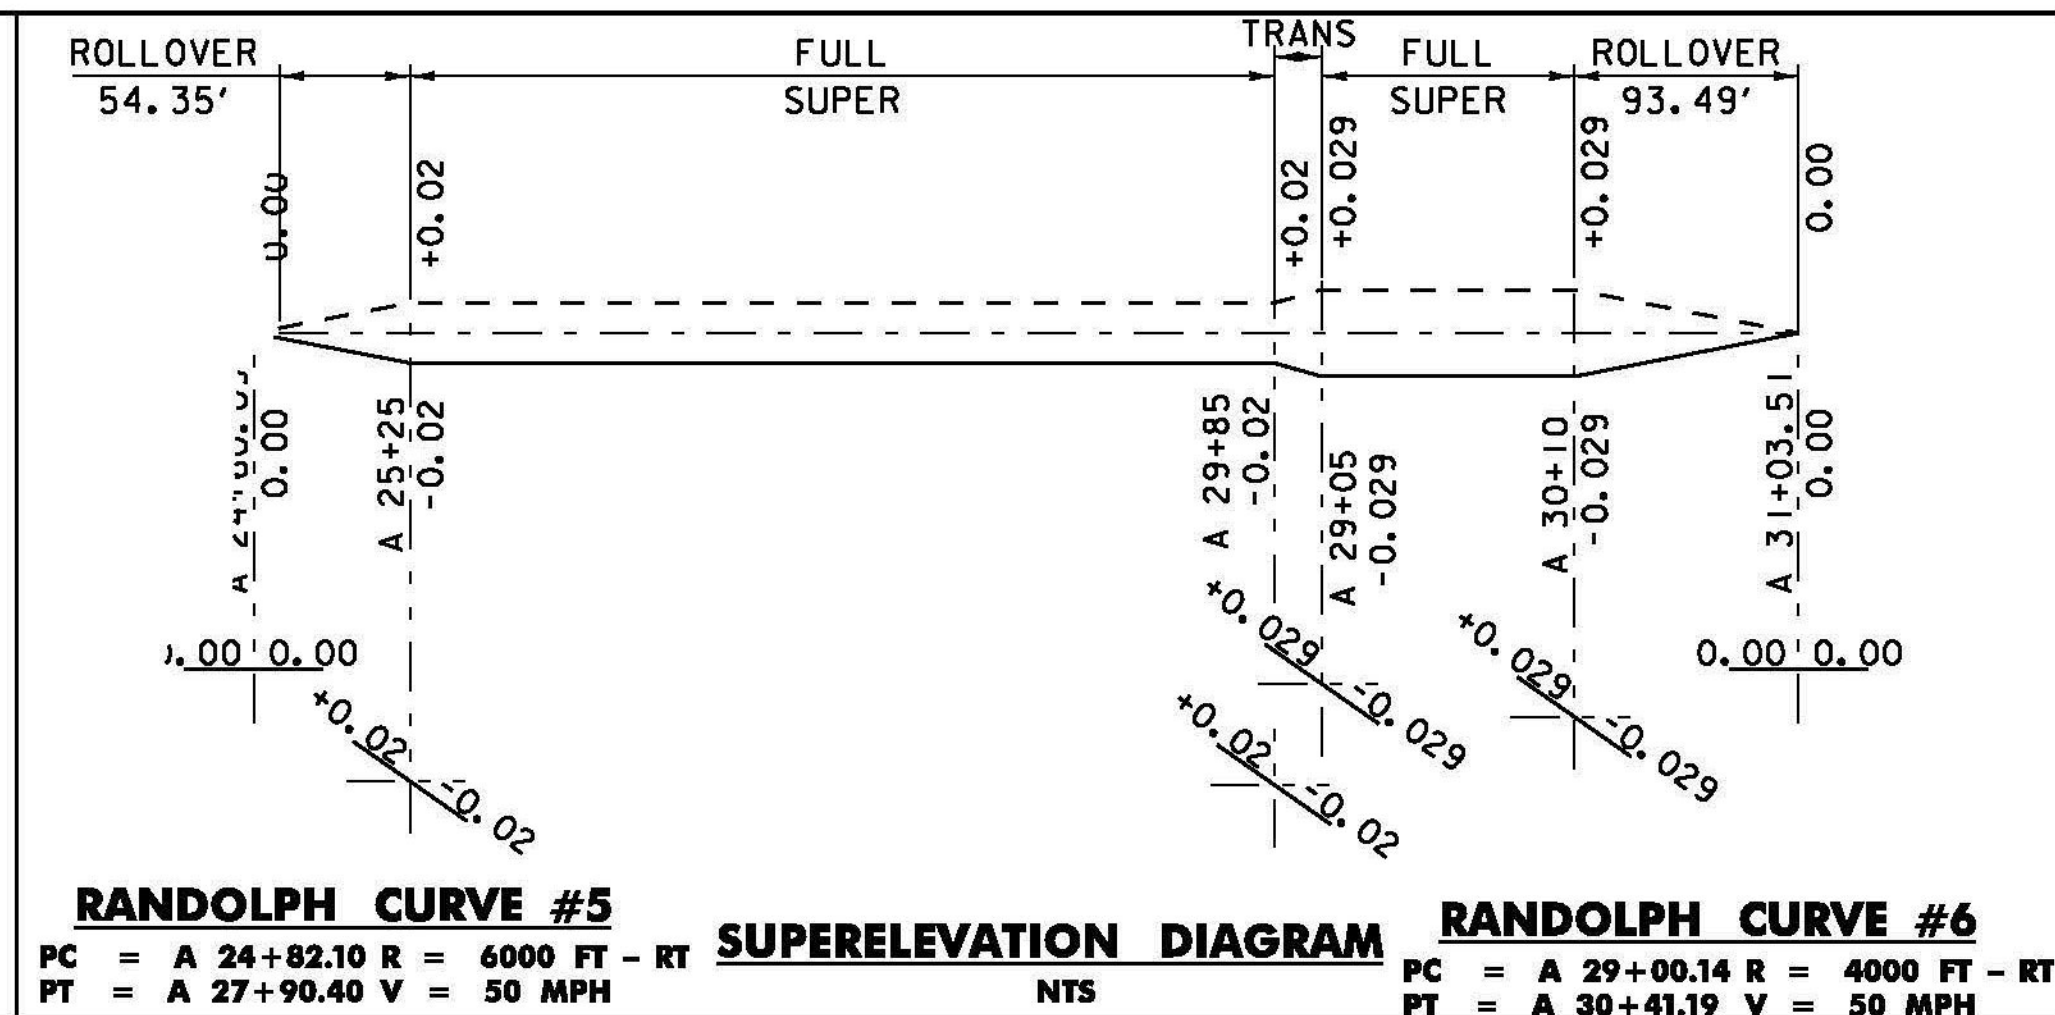 ROLLOVER
54.35'
FULL
SUPER
TRANS
FULL
SUPER
ROLLOVER
93.49'
0.00
+0.02
+0.02
+0.029
+0.029
0.00
0.00
A 25+25
-0.02
A 29+85
-0.02
A 29+05
-0.029
A 30+10
-0.029
A 31+03.51
0.00
.00 0.00
+0.02
-0.02
+0.029
-0.029
+0.02
-0.02
+0.029
-0.029
0.00 0.00
RANDOLPH CURVE #5
PC = A 24+82.10 R = 6000 FT - RT
PT = A 27+90.40 V = 50 MPH
SUPERELEVATION DIAGRAM
NTS
RANDOLPH CURVE #6
PC = A 29+00.14 R = 4000 FT - RT
PT = A 30+41.19 V = 50 MPH